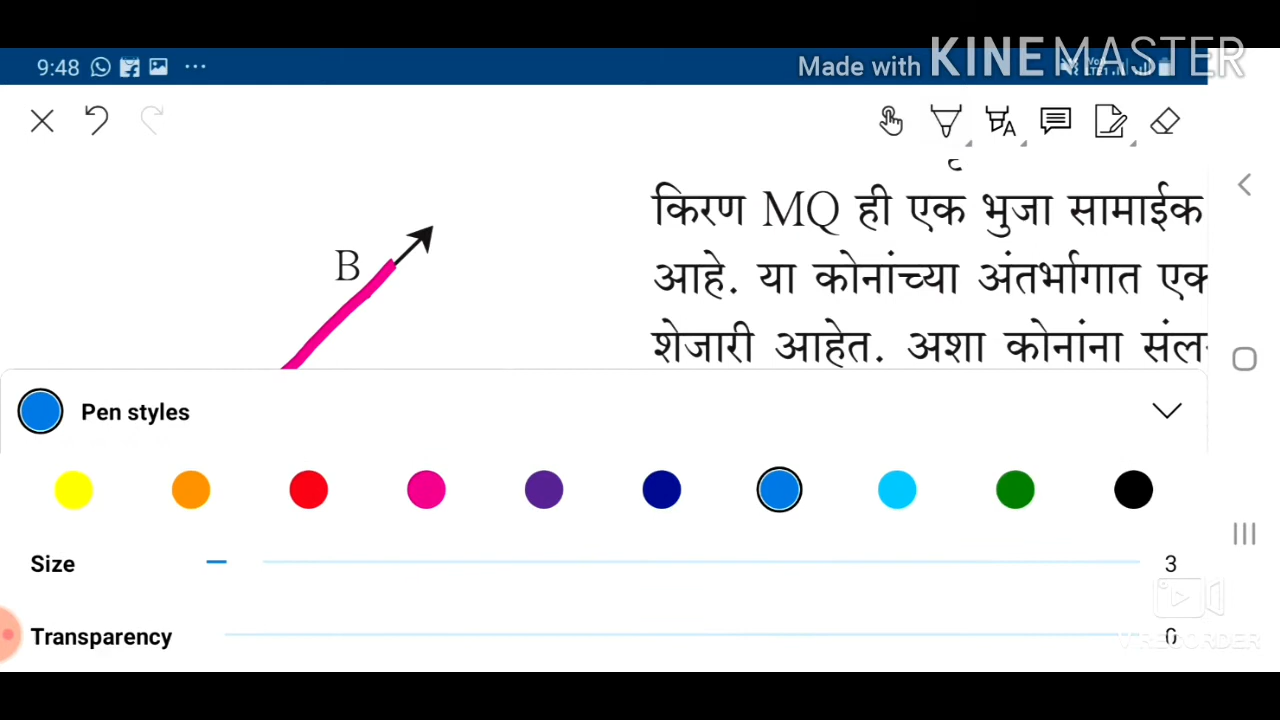 Made with KINEMASTER
9:48
किरण MQ ही एक भुजा सामाईक
B
आहे. या कोनांच्या अंतर्भागात एक
शेजारी आहेत. अशा कोनांना
Pen styles
Size 3
Transparency 0